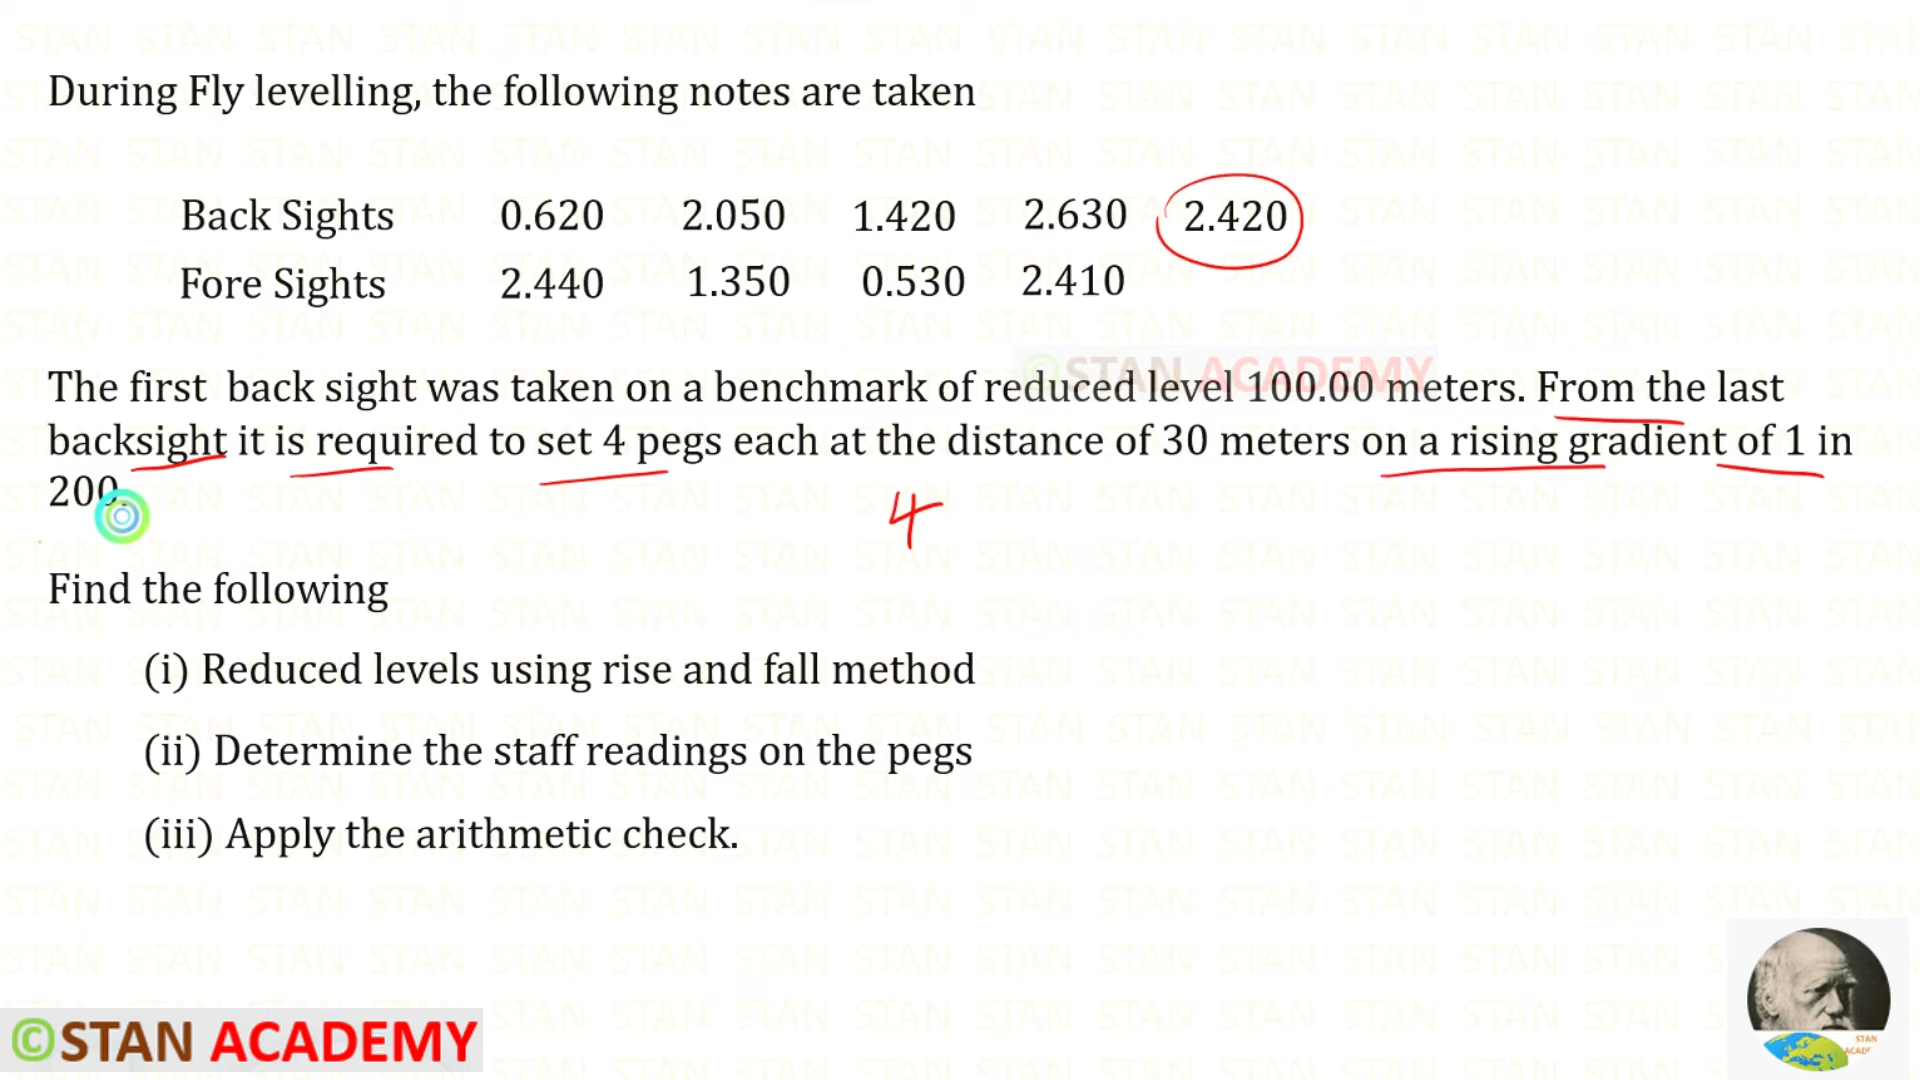 During Fly levelling, the following notes are taken
Back Sights 0.620 2.050 1.420 2.630 2.420
Fore Sights 2.440 1.350 0.530 2.410
©STAN ACADEMY
The first back sight was taken on a benchmark of reduced level 100.00 meters. From the last
backsight it is required to set 4 pegs each at the distance of 30 meters on a rising gradient of 1 in
200.
4
Find the following
(i) Reduced levels using rise and fall method
(ii) Determine the staff readings on the pegs
(iii) Apply the arithmetic check.
©STAN ACADEMY
STAN
ACAD